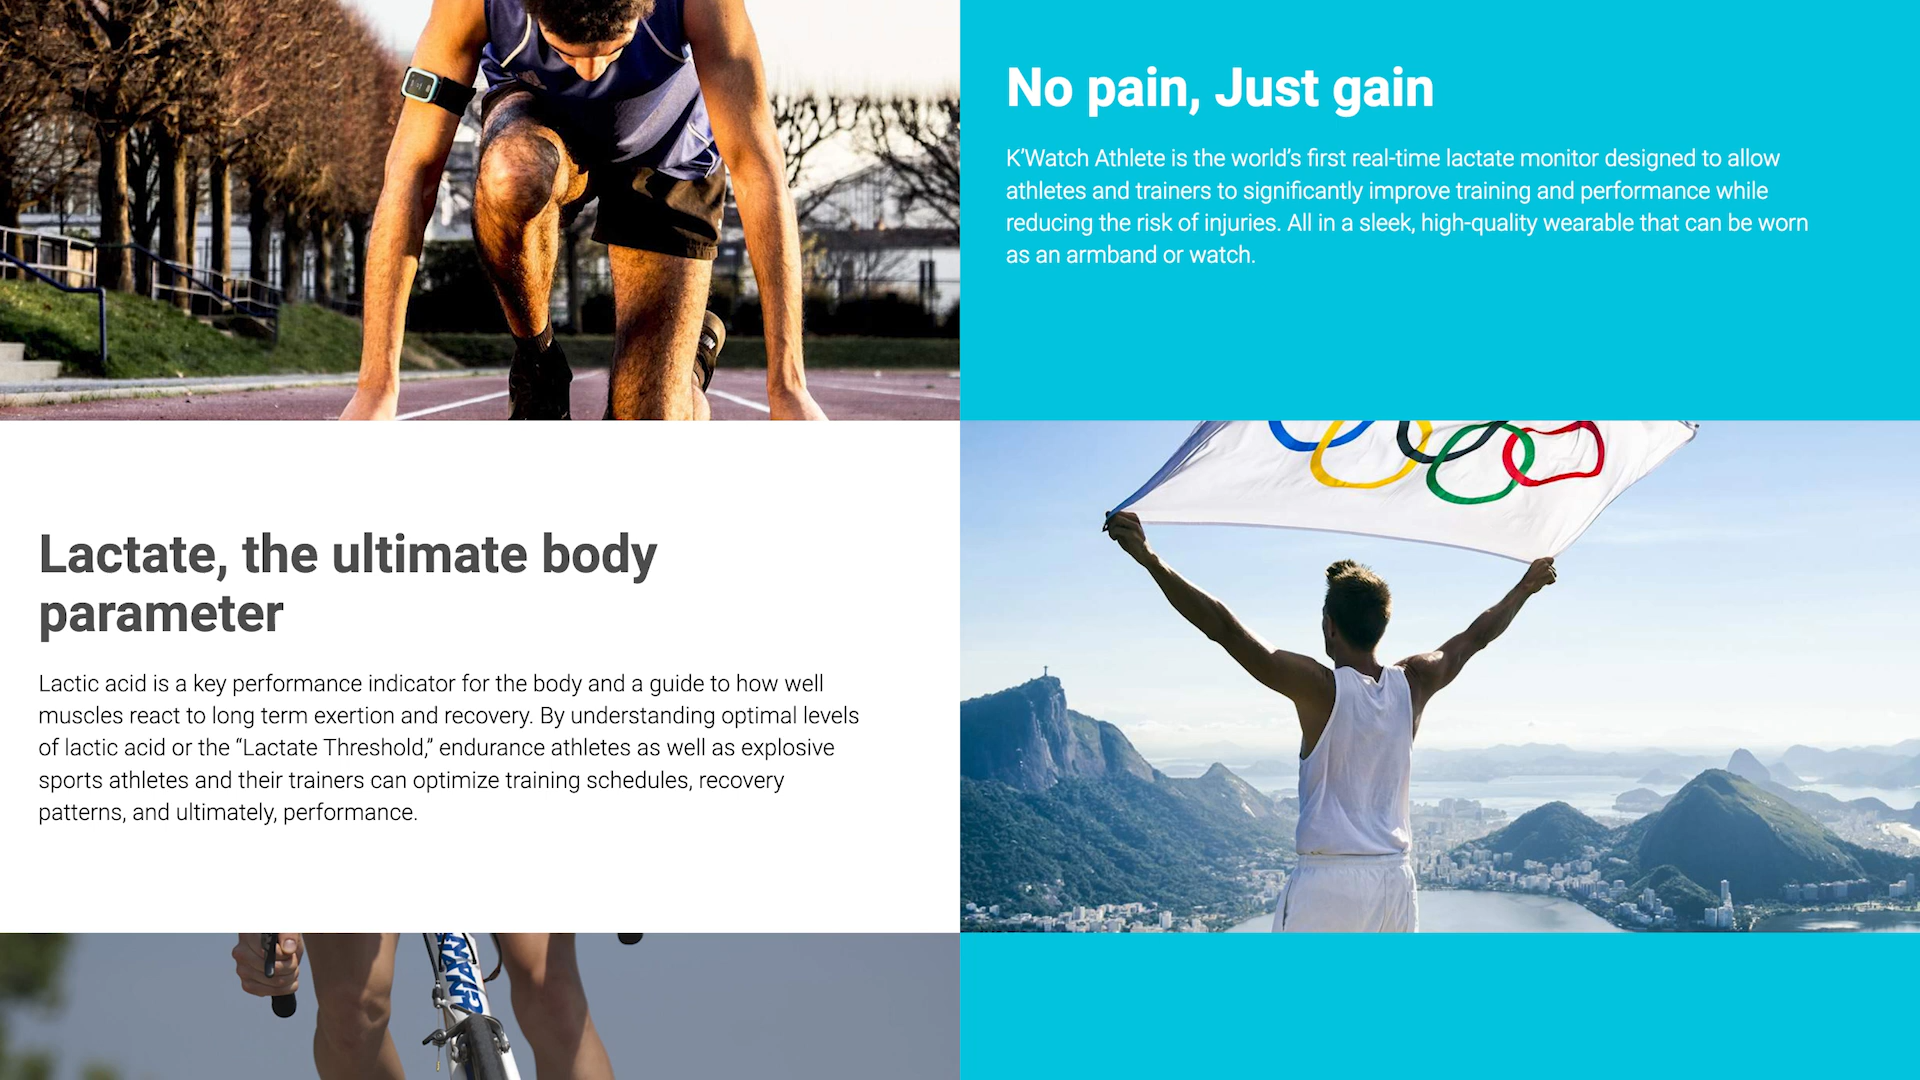 No pain, Just gain
K’Watch Athlete is the world’s first real-time lactate monitor designed to allow
athletes and trainers to significantly improve training and performance while
reducing the risk of injuries. All in a sleek, high-quality wearable that can be worn
as an armband or watch.
Lactate, the ultimate body
parameter
Lactic acid is a key performance indicator for the body and a guide to how well
muscles react to long term exertion and recovery. By understanding optimal levels
of lactic acid or the “Lactate Threshold,” endurance athletes as well as explosive
sports athletes and their trainers can optimize training schedules, recovery
patterns, and ultimately, performance.
GIANT